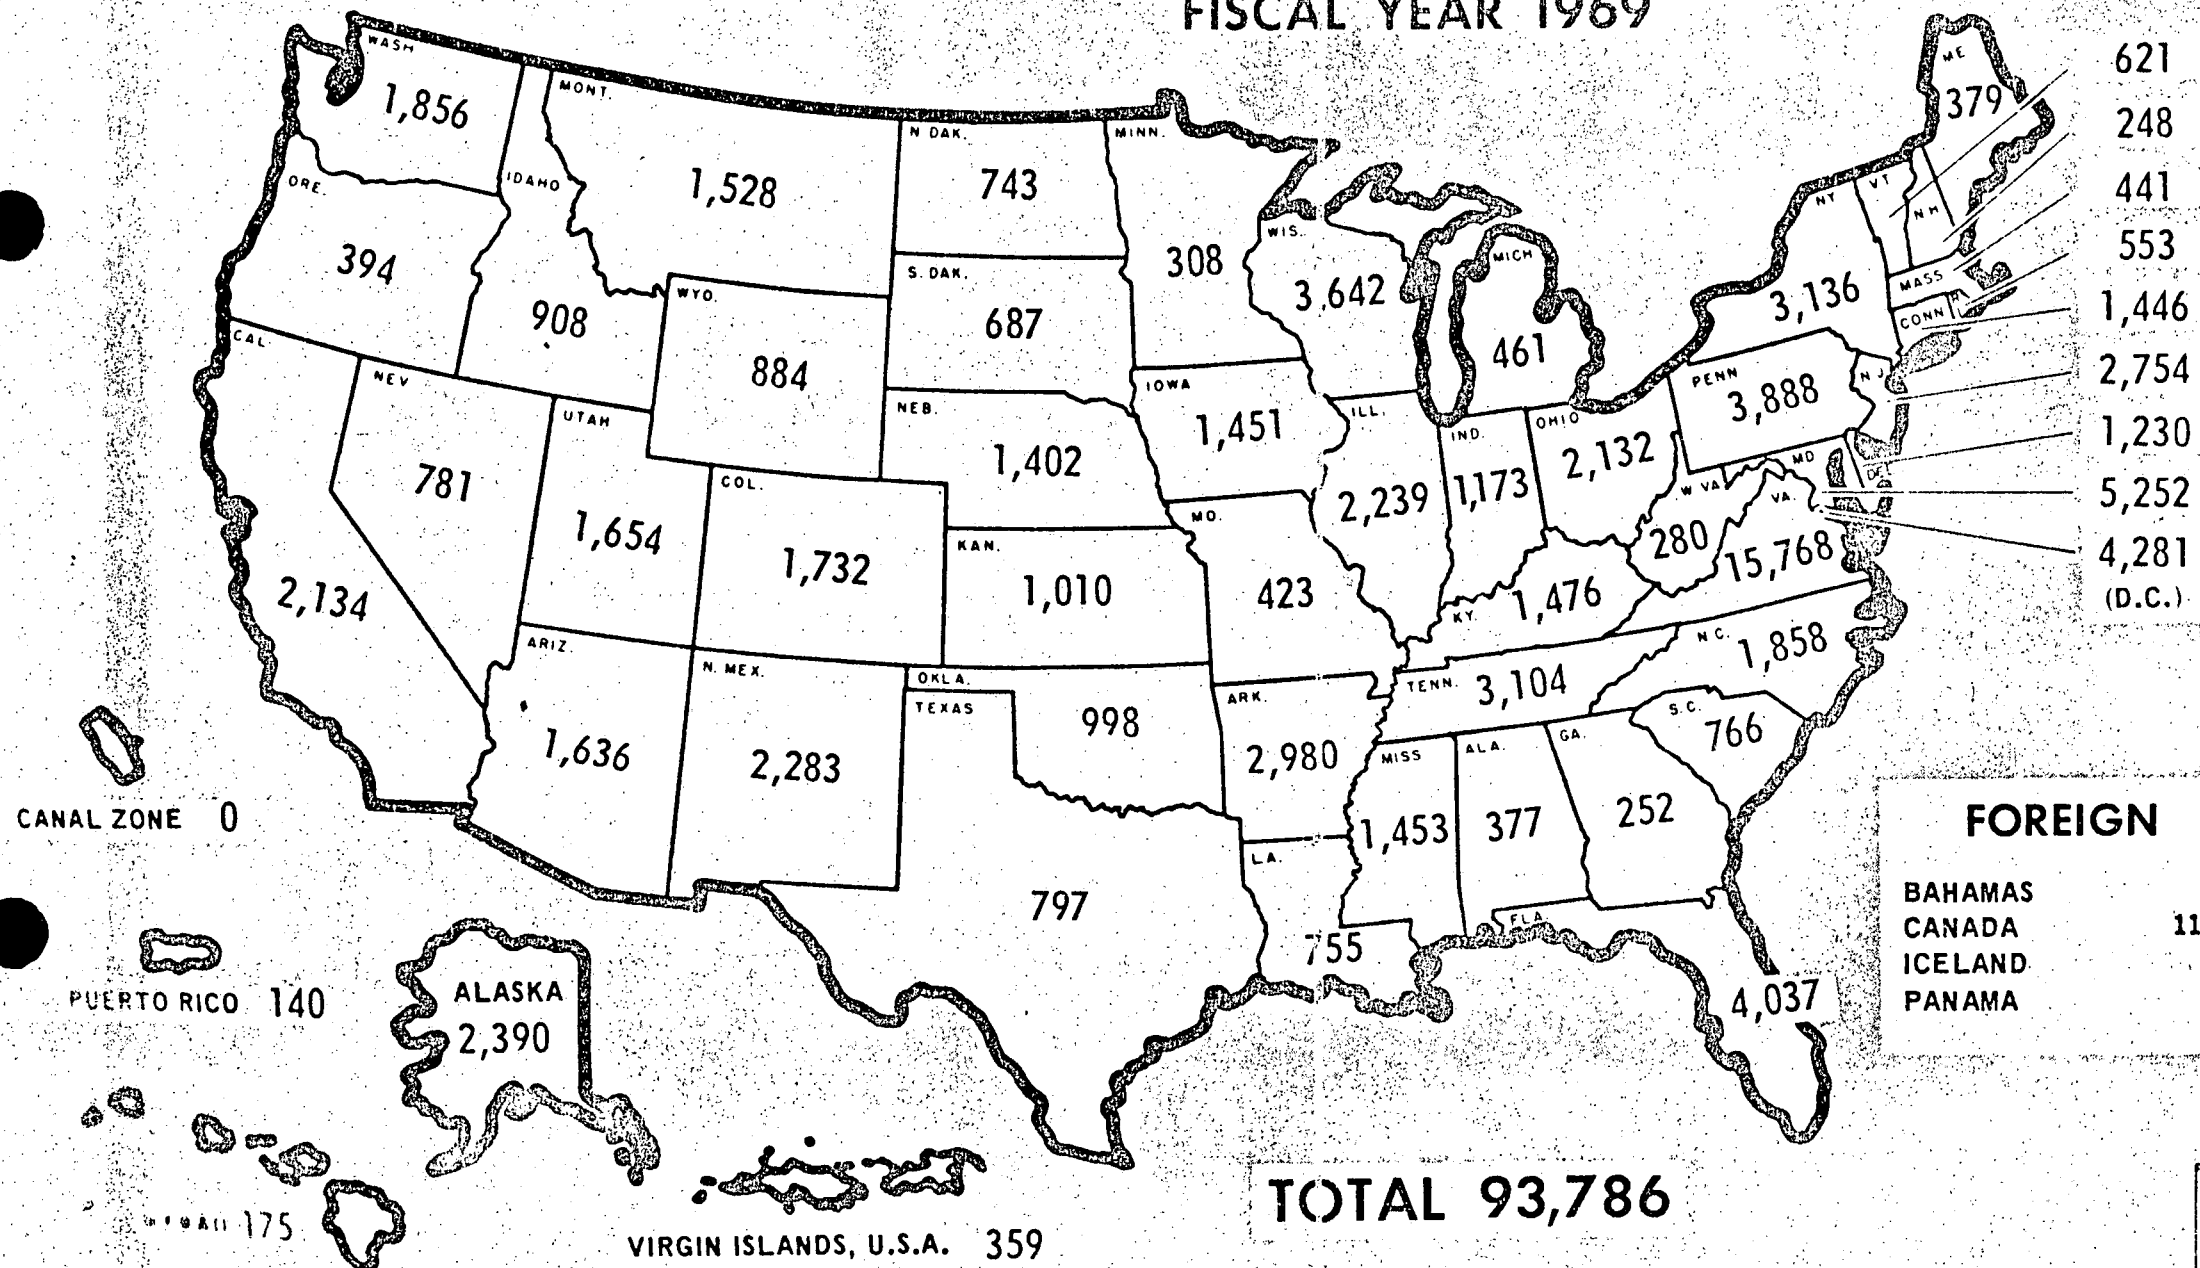 FISCAL YEAR 1969
WASH
1,856
MONT.
1,528
N DAK.
743
MINN.
308
ME
379
621
248
441
553
1,446
2,754
1,230
5,252
4,281
(D.C.)
ORE.
394
IDAHO
908
WYO.
884
S. DAK.
687
WIS.
3,642
MICH
461
NY
3,136
VT
N H
MASS
CONN
CAL
2,134
NEV
781
UTAH
1,654
COL.
1,732
NEB.
1,402
IOWA
1,451
ILL.
2,239
IND.
1,173
OHIO
2,132
PENN
3,888
N J
MD
W VA
280
VA.
15,768
KAN.
1,010
MO.
423
KY.
1,476
N C.
1,858
ARIZ.
1,636
N. MEX.
2,283
OKLA.
998
TEXAS
797
ARK.
2,980
TENN.
3,104
S.C.
766
MISS
1,453
ALA.
377
GA.
252
LA.
755
FLA
4,037
CANAL ZONE 0
PUERTO RICO 140
ALASKA
2,390
175
VIRGIN ISLANDS, U.S.A. 359
TOTAL 93,786
FOREIGN
BAHAMAS
CANADA 11
ICELAND
PANAMA